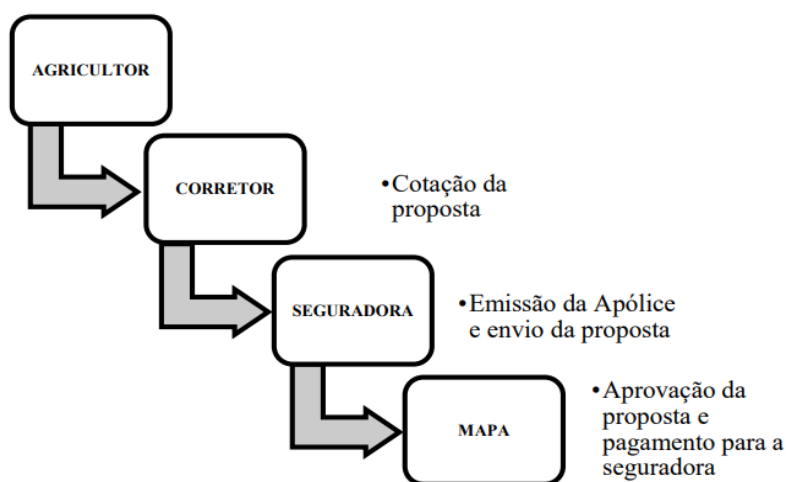 AGRICULTOR
CORRETOR
•Cotação da
proposta
SEGURADORA
•Emissão da Apólice
e envio da proposta
MAPA
•Aprovação da
proposta e
pagamento para a
seguradora